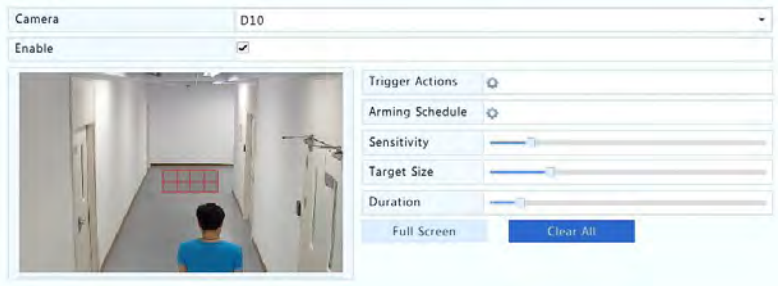 Camera D10
Enable
Trigger Actions
Arming Schedule
Sensitivity
Target Size
Duration
Full Screen Clear All